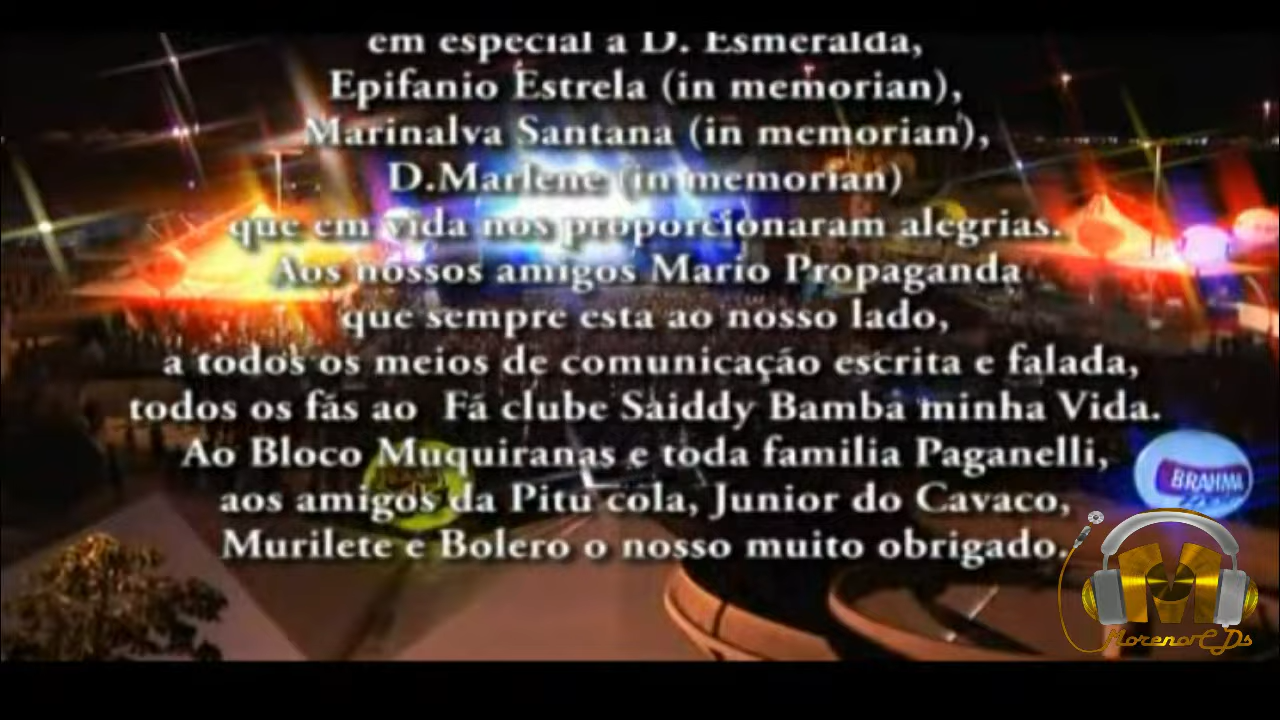 em especial a D. Esmeralda,
Epifanio Estrela (in memorian),
Marinalva Santana (in memorian),
D.Marlene (in memorian)
que em vida nos proporcionaram alegrias.
Aos nossos amigos Mario Propaganda
que sempre esta ao nosso lado,
a todos os meios de comunicação escrita e falada,
todos os fãs ao Fã clube Saiddy Bamba minha Vida.
Ao Bloco Muquiranas e toda familia Paganelli,
aos amigos da Pitú cola, Junior do Cavaco,
Murilete e Bolero o nosso muito obrigado.
BRAHMA
M
Moreno CDs